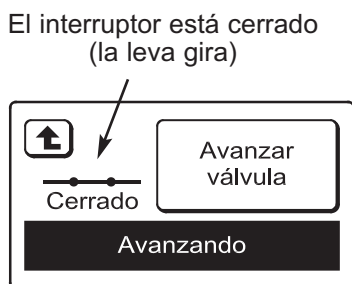 El interruptor está cerrado
(la leva gira)
Avanzar
válvula
Cerrado
Avanzando